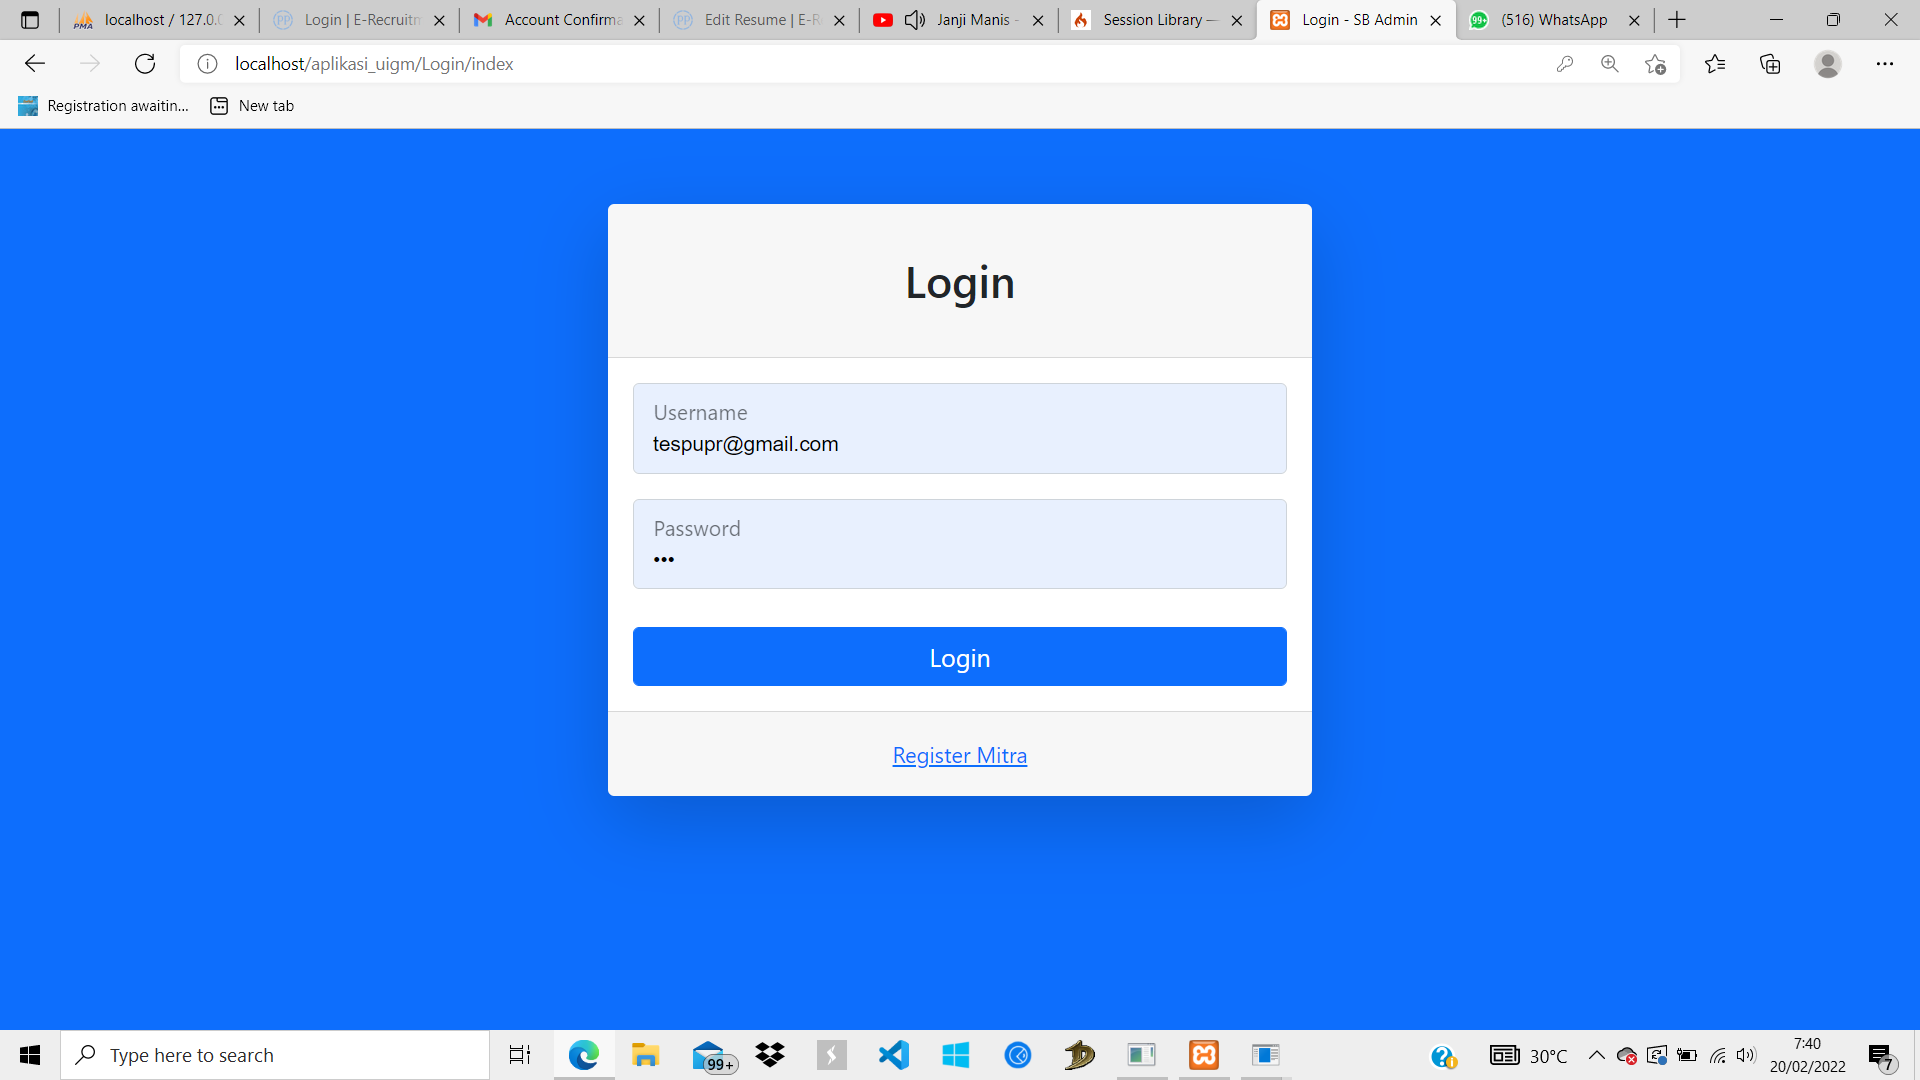 PMA localhost / 127.0.0
Login | E-Recruitm
Account Confirma
Edit Resume | E-R
Janji Manis -
Session Library —
Login - SB Admin
99+ (516) WhatsApp
localhost/aplikasi_uigm/Login/index
Registration awaitin...
New tab
Login
Username
tespupr@gmail.com
Password
•••
Login
Register Mitra
Type here to search
99+
30°C
7:40
20/02/2022
7